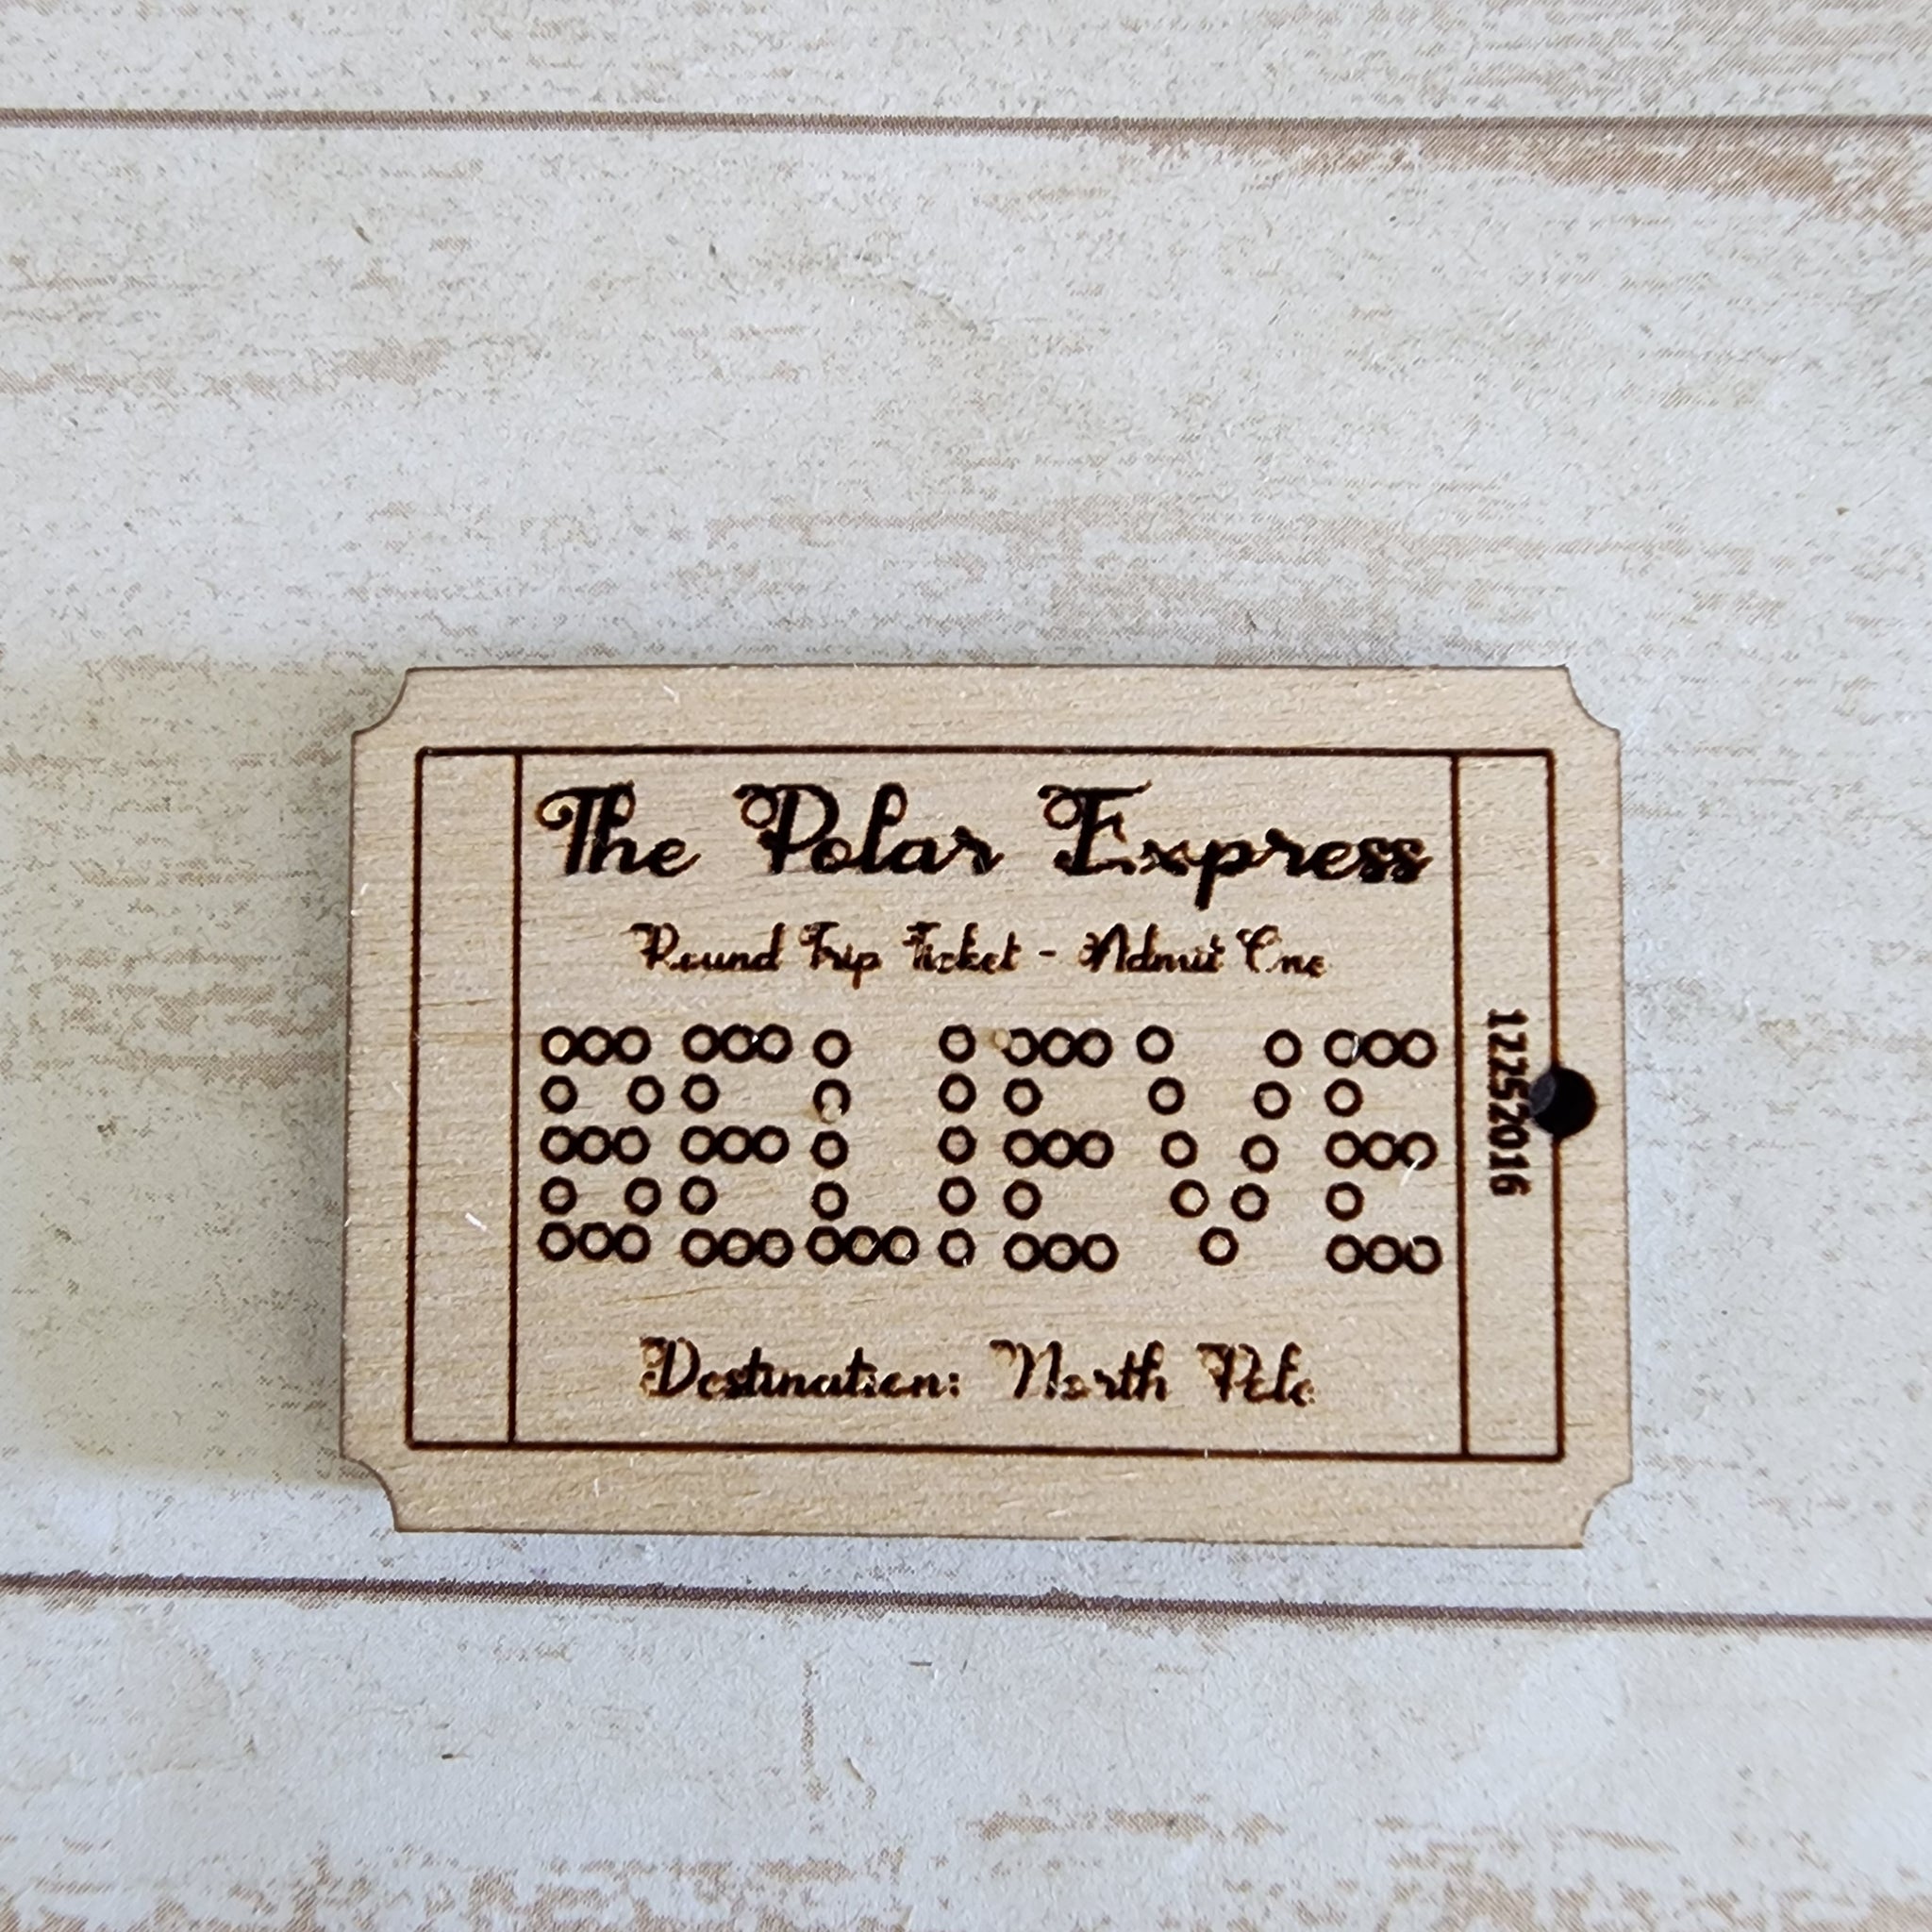 The Polar Express
Round Trip Ticket - Admit One
BELIEVE
Destination: North Pole
12252016